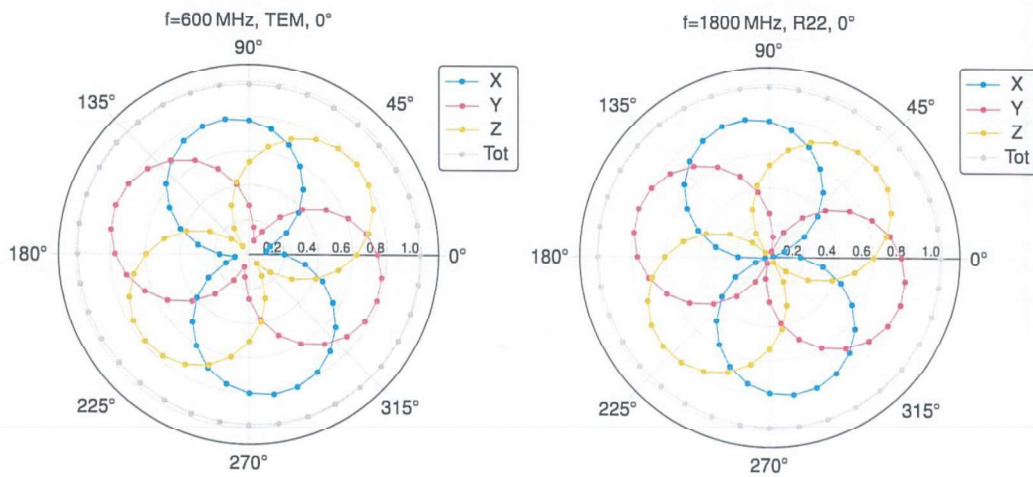 f=600 MHz, TEM, 0°
90°
135°
45°
X
Y
Z
Tot
180°
0.2 0.4 0.6 0.8 1.0
0°
225°
315°
270°
f=1800 MHz, R22, 0°
90°
135°
45°
X
Y
Z
Tot
180°
0.2 0.4 0.6 0.8 1.0
0°
225°
315°
270°